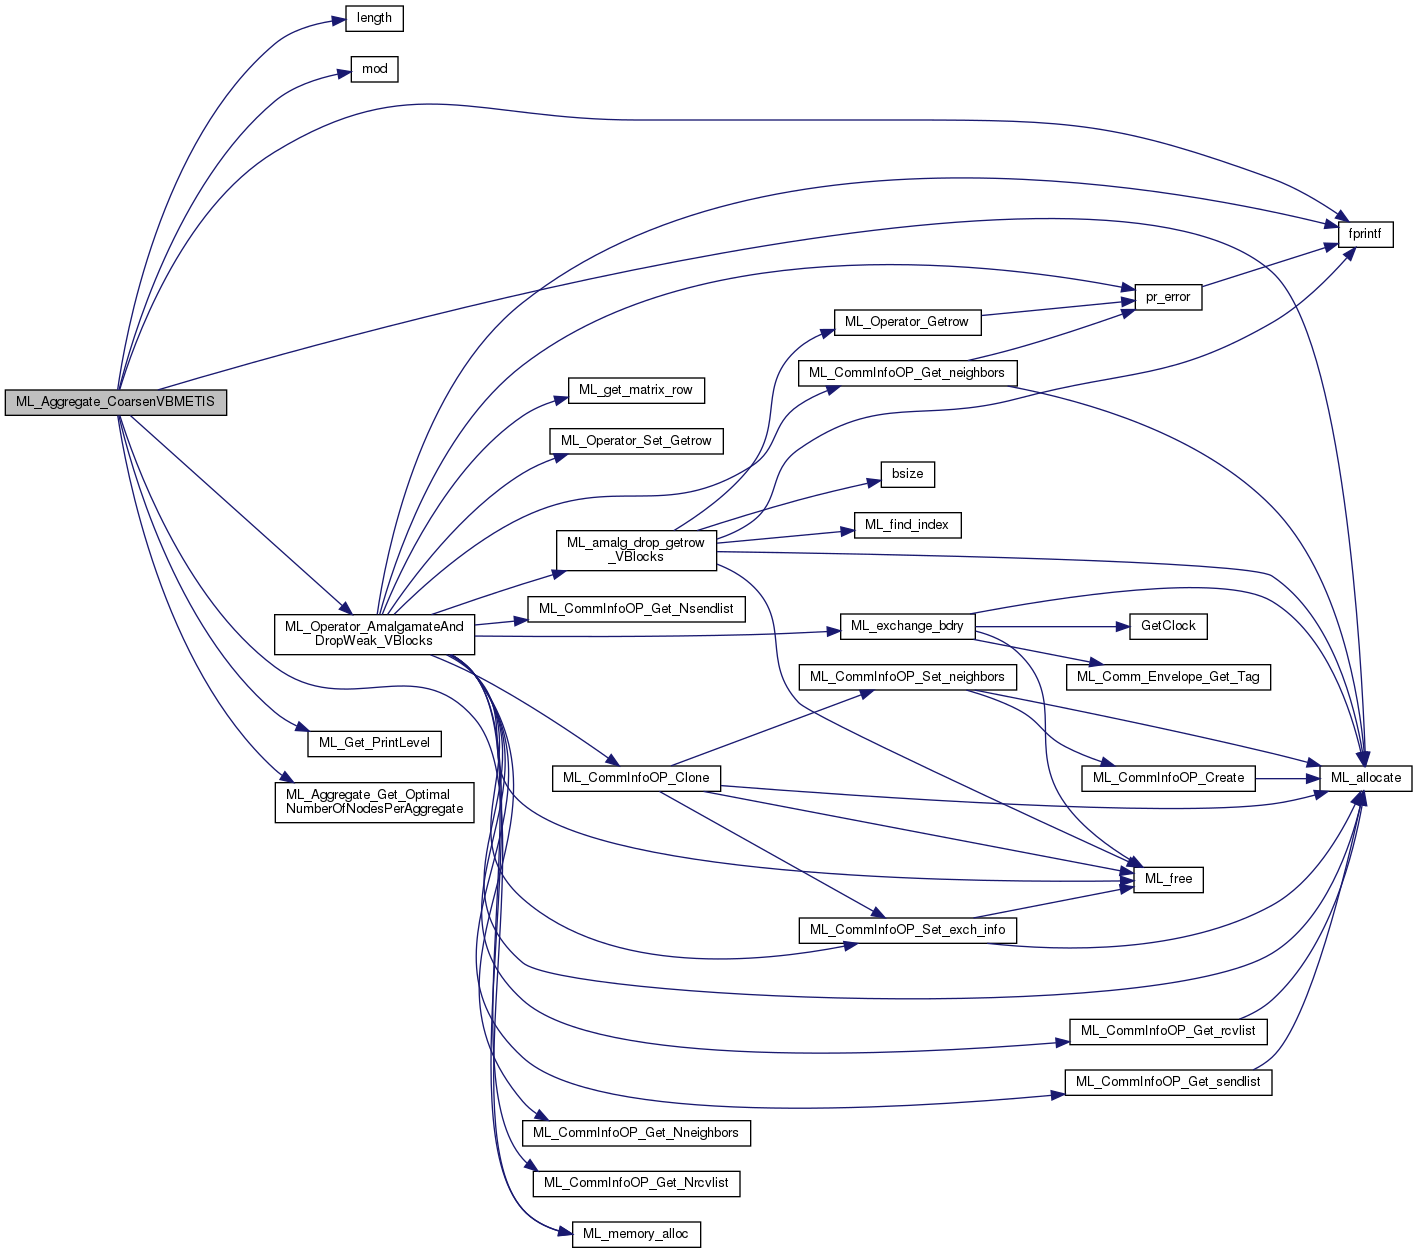 length
mod
fprintf
pr_error
ML_Operator_Getrow
ML_CommInfoOP_Get_neighbors
ML_get_matrix_row
ML_Aggregate_CoarsenVBMETIS
ML_Operator_Set_Getrow
bsize
ML_find_index
ML_amalg_drop_getrow
_VBlocks
ML_CommInfoOP_Get_Nsendlist
ML_Operator_AmalgamateAnd
DropWeak_VBlocks
ML_exchange_bdry
GetClock
ML_CommInfoOP_Set_neighbors
ML_Comm_Envelope_Get_Tag
ML_Get_PrintLevel
ML_CommInfoOP_Clone
ML_CommInfoOP_Create
ML_allocate
ML_Aggregate_Get_Optimal
NumberOfNodesPerAggregate
ML_free
ML_CommInfoOP_Set_exch_info
ML_CommInfoOP_Get_rcvlist
ML_CommInfoOP_Get_sendlist
ML_CommInfoOP_Get_Nneighbors
ML_CommInfoOP_Get_Nrcvlist
ML_memory_alloc